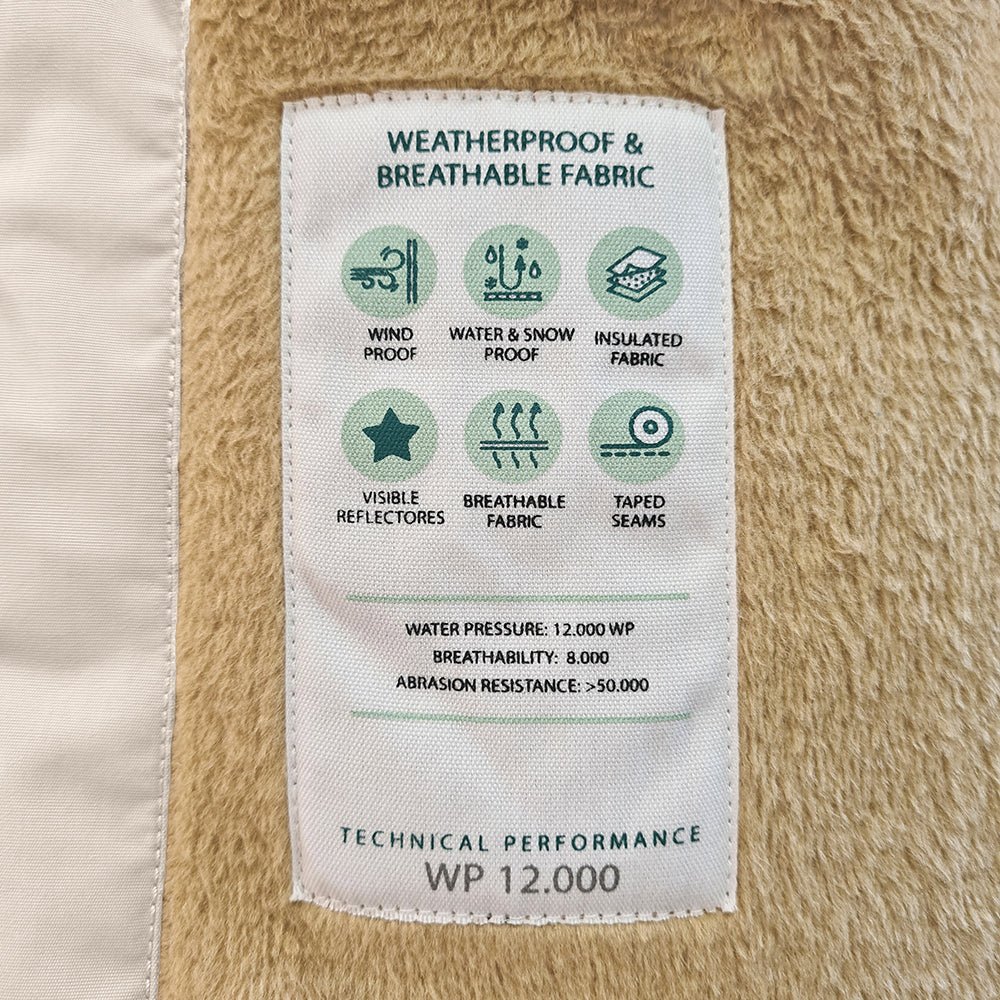 WEATHERPROOF &
BREATHABLE FABRIC
WIND
PROOF
WATER & SNOW
PROOF
INSULATED
FABRIC
VISIBLE
REFLECTORES
BREATHABLE
FABRIC
TAPED
SEAMS
WATER PRESSURE: 12.000 WP
BREATHABILITY: 8.000
ABRASION RESISTANCE: >50.000
TECHNICAL PERFORMANCE
WP 12.000